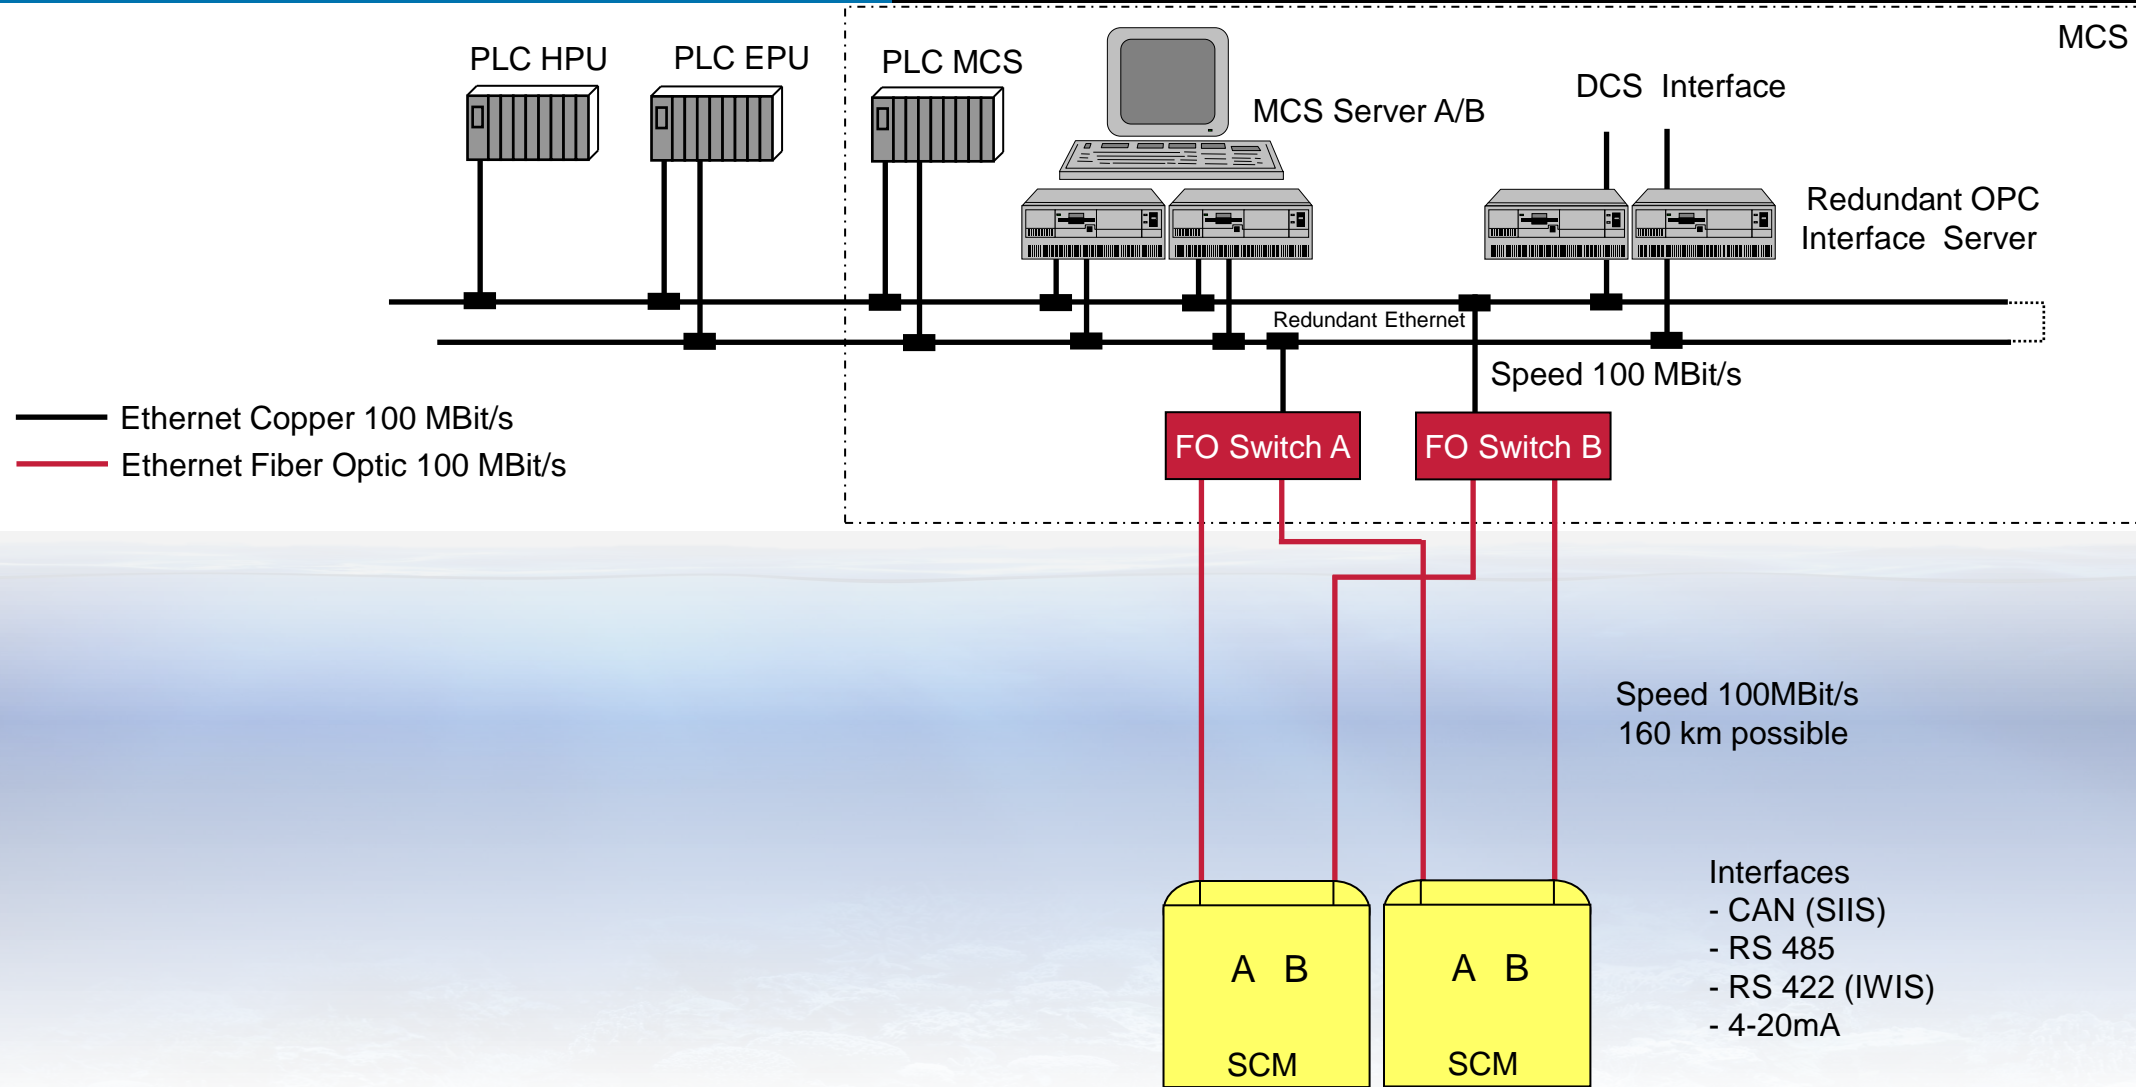 MCS
PLC HPU
PLC EPU
PLC MCS
MCS Server A/B
DCS Interface
Redundant OPC
Interface Server
Redundant Ethernet
Speed 100 MBit/s
Ethernet Copper 100 MBit/s
Ethernet Fiber Optic 100 MBit/s
FO Switch A
FO Switch B
Speed 100MBit/s
160 km possible
Interfaces
- CAN (SIIS)
- RS 485
- RS 422 (IWIS)
- 4-20mA
A B
SCM
A B
SCM